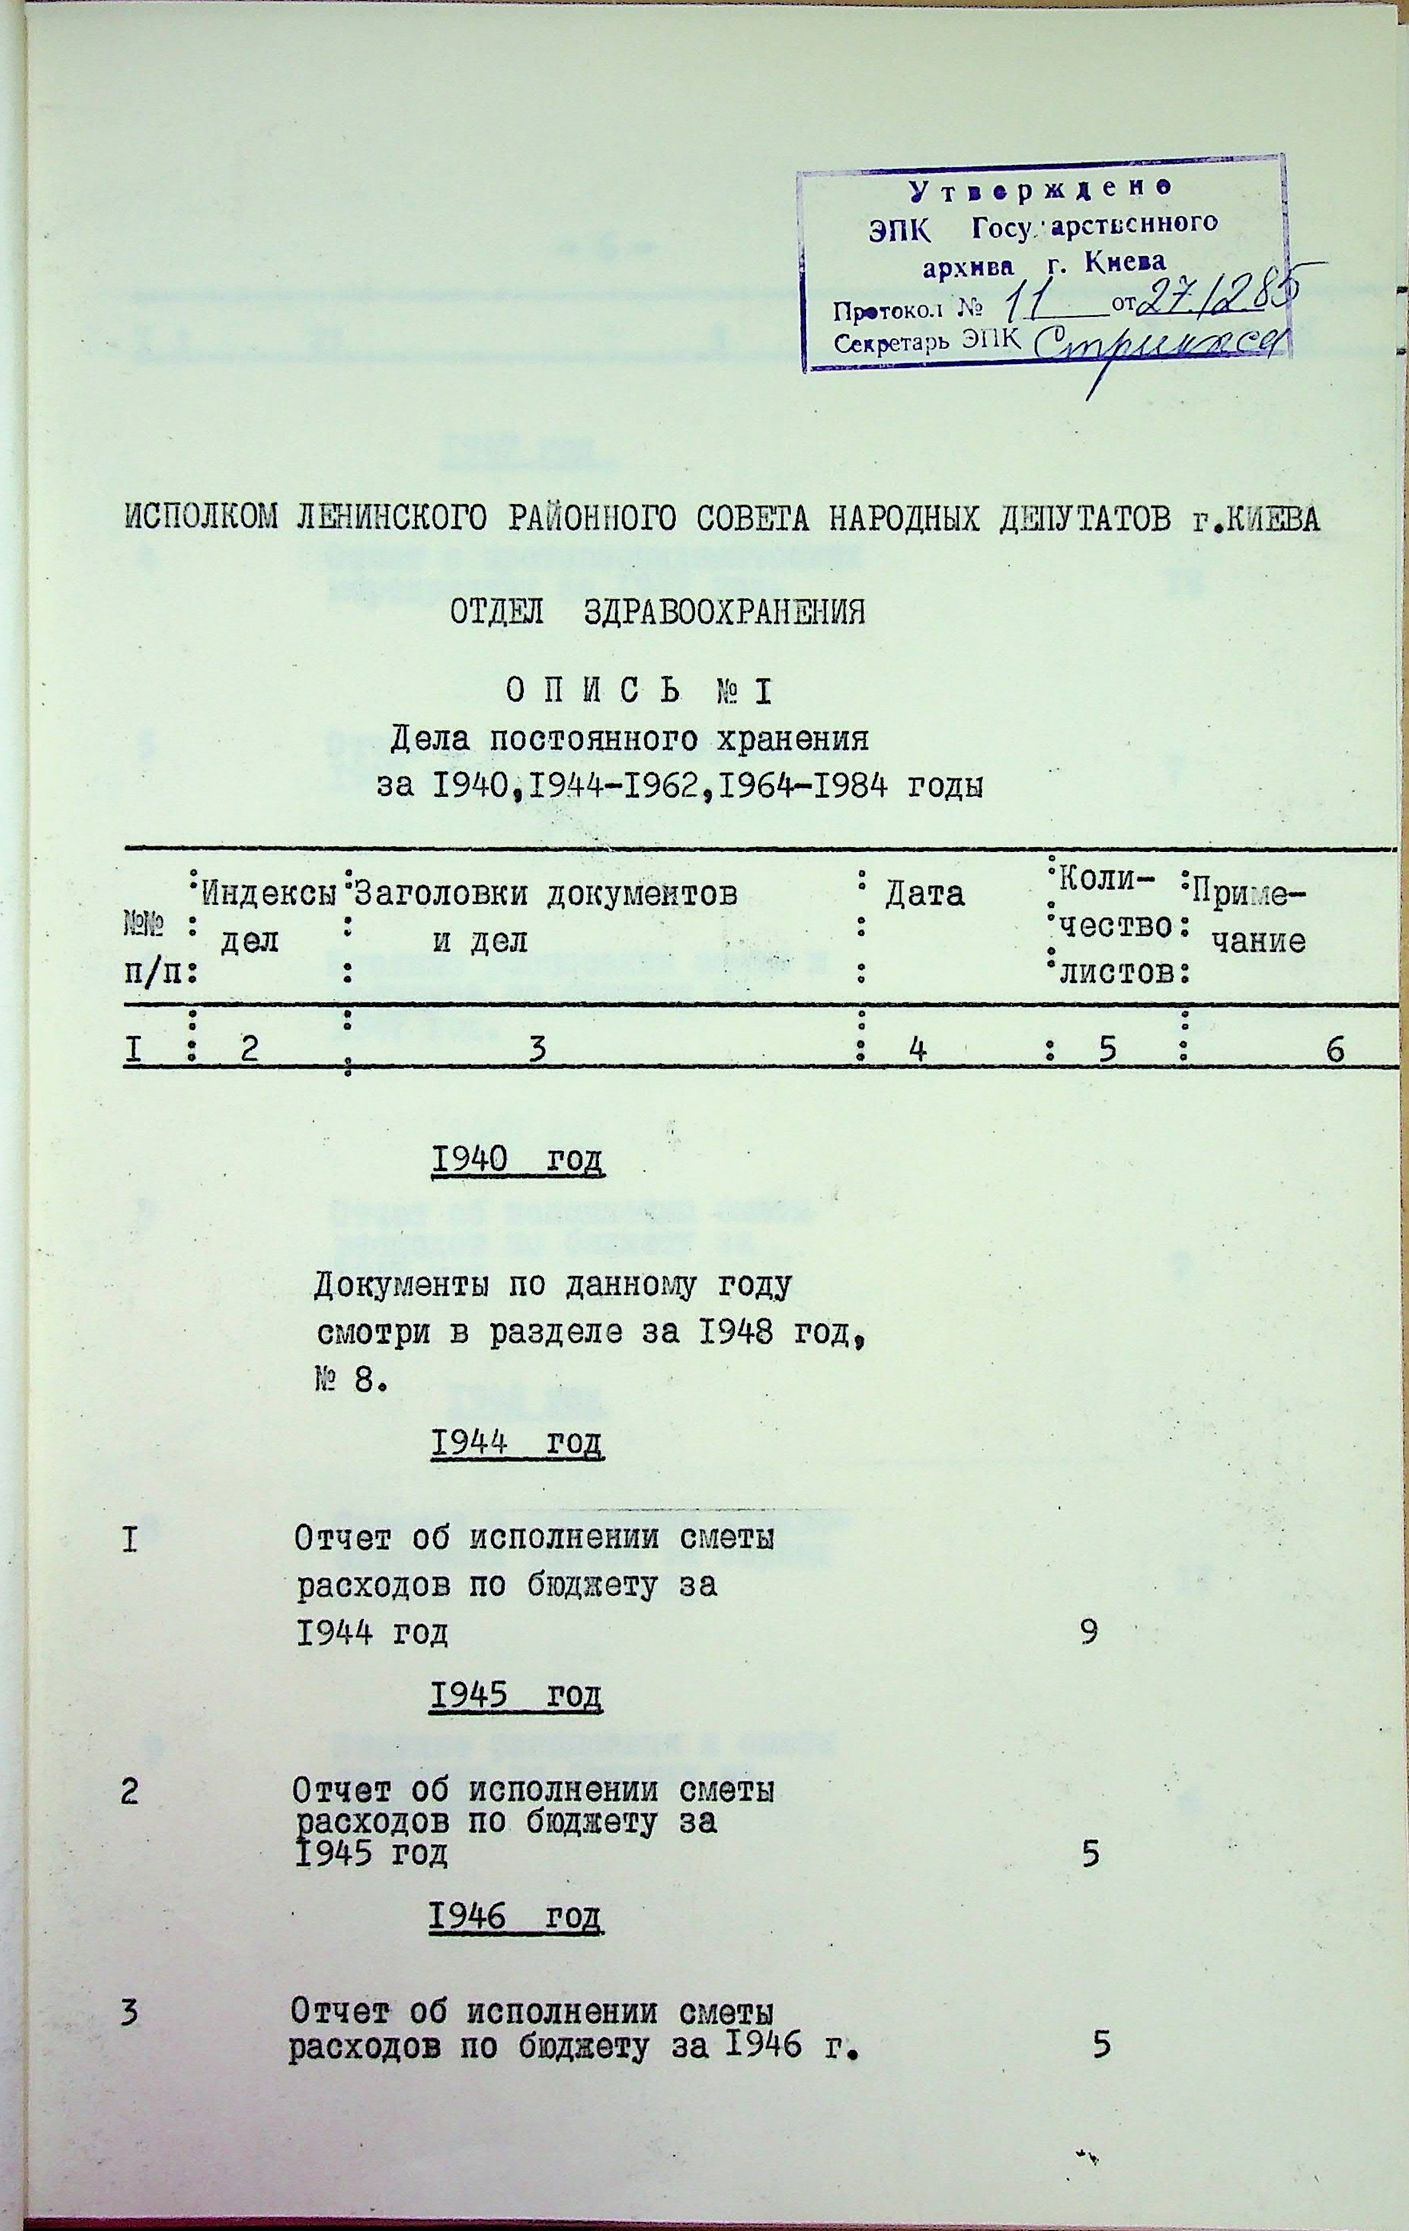 Утверждено
ЭПК Государственного
архива г. Киева
Протокол № 11 от 27.12.85
Секретарь ЭПК
ИСПОЛКОМ ЛЕНИНСКОГО РАЙОННОГО СОВЕТА НАРОДНЫХ ДЕПУТАТОВ г.КИЕВА
ОТДЕЛ ЗДРАВООХРАНЕНИЯ
О П И С Ь № I
Дела постоянного хранения
за I940,I944-I962,I964-I984 годы
№№ п/п : Индексы дел : Заголовки документов и дел : Дата : Коли-чество листов : Приме-чание
I : 2 : 3 : 4 : 5 : 6
I940 год
Документы по данному году
смотри в разделе за I948 год,
№ 8.
I944 год
I Отчет об исполнении сметы
расходов по бюджету за
I944 год 9
I945 год
2 Отчет об исполнении сметы
расходов по бюджету за
I945 год 5
I946 год
3 Отчет об исполнении сметы
расходов по бюджету за I946 г. 5